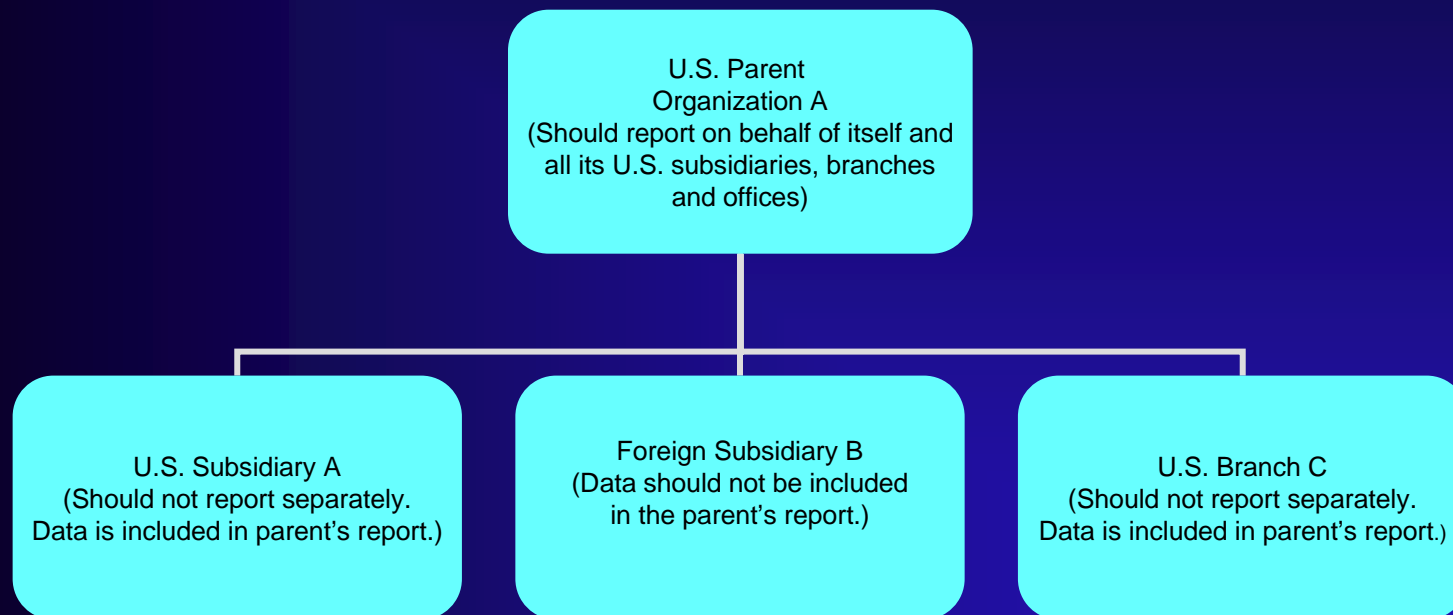 U.S. Parent
Organization A
(Should report on behalf of itself and
all its U.S. subsidiaries, branches
and offices)
U.S. Subsidiary A
(Should not report separately.
Data is included in parent’s report.)
Foreign Subsidiary B
(Data should not be included
in the parent’s report.)
U.S. Branch C
(Should not report separately.
Data is included in parent’s report.)